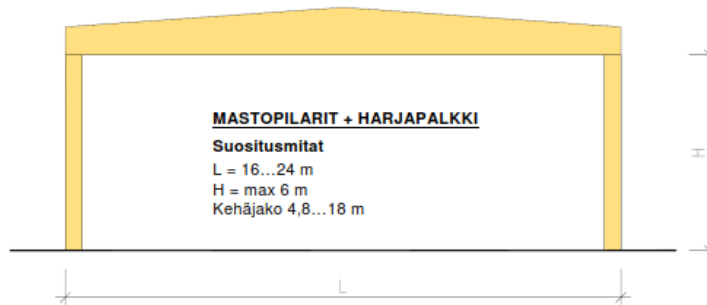 MASTOPILARIT + HARJAPALKKI
Suositusmitat
L = 16...24 m
H = max 6 m
Kehäjako 4,8...18 m
H
L